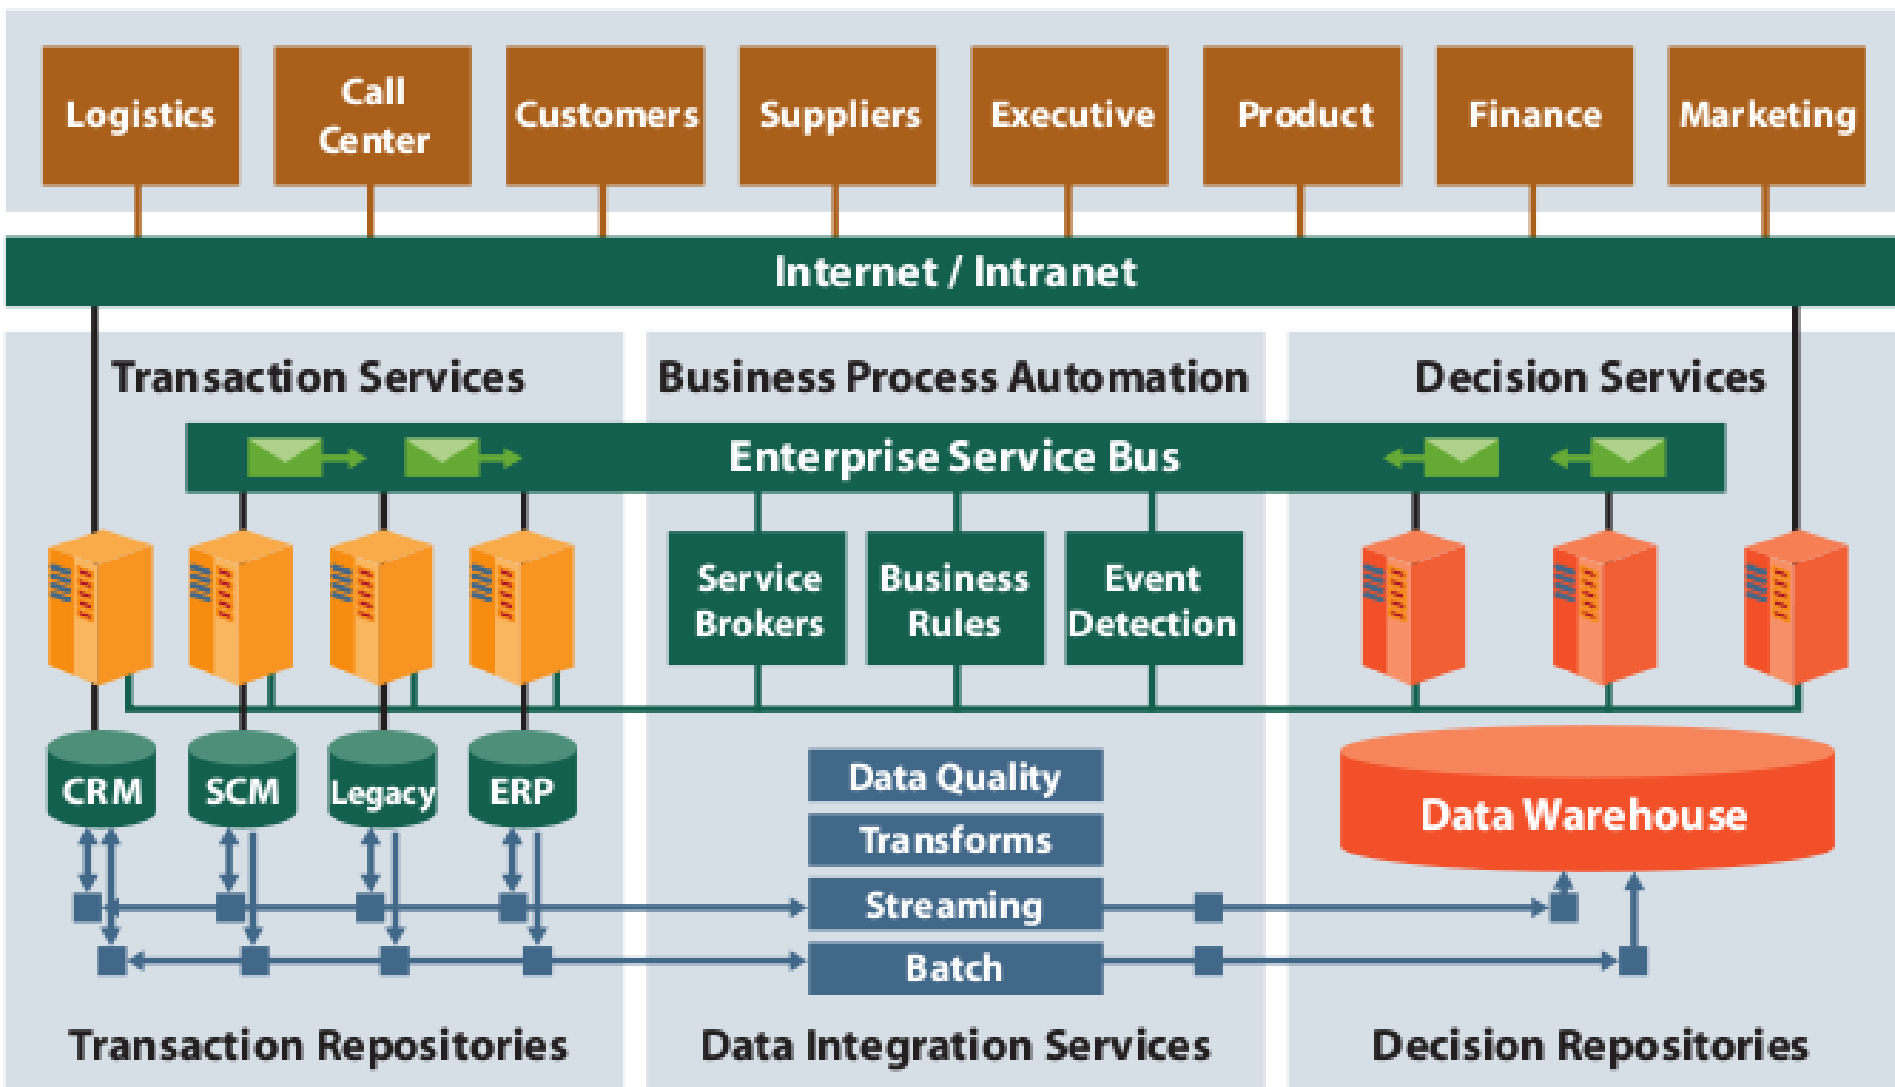 Logistics
Call
Center
Customers
Suppliers
Executive
Product
Finance
Marketing
Internet / Intranet
Transaction Services
Business Process Automation
Decision Services
Enterprise Service Bus
Service
Brokers
Business
Rules
Event
Detection
CRM
SCM
Legacy
ERP
Data Quality
Transforms
Streaming
Batch
Data Warehouse
Transaction Repositories
Data Integration Services
Decision Repositories